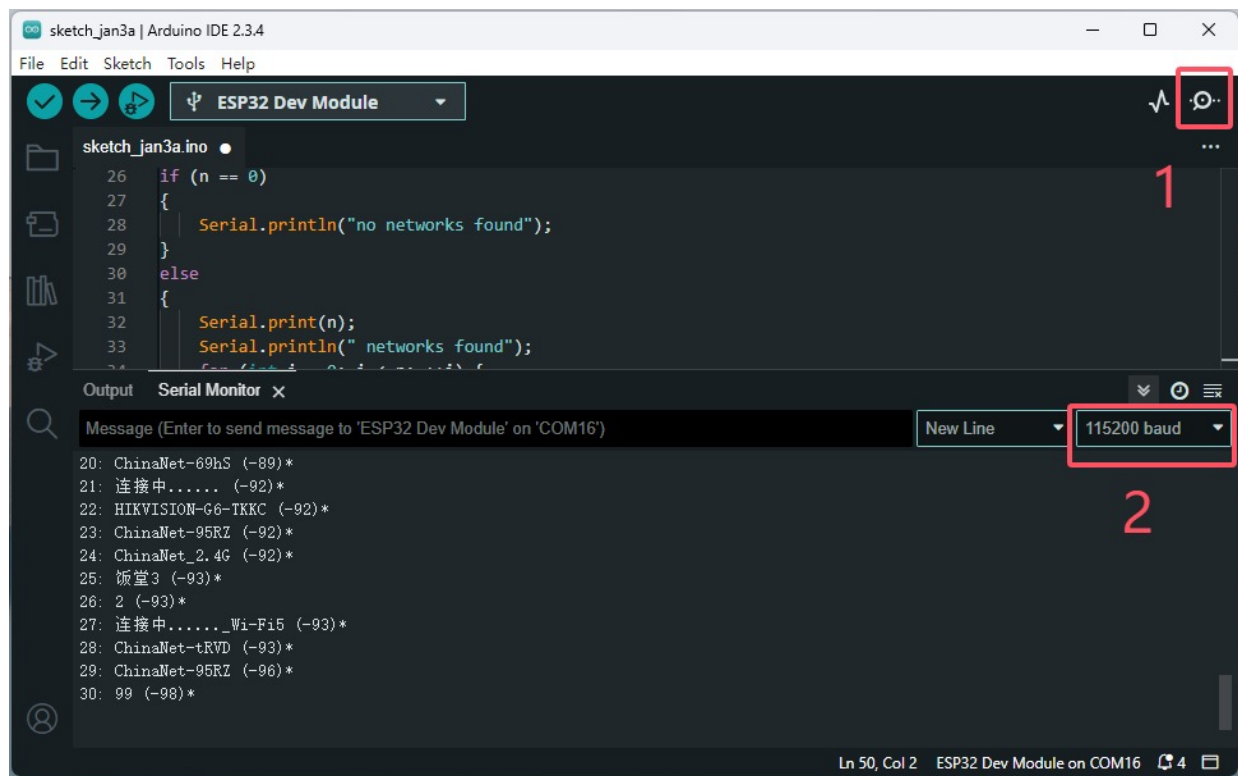 sketch_jan3a | Arduino IDE 2.3.4
File Edit Sketch Tools Help
ESP32 Dev Module
sketch_jan3a.ino
1
26 if (n == 0)
27 {
28 Serial.println("no networks found");
29 }
30 else
31 {
32 Serial.print(n);
33 Serial.println(" networks found");
Output Serial Monitor
Message (Enter to send message to 'ESP32 Dev Module' on 'COM16') New Line 115200 baud
2
20: ChinaNet-69hS (-89)*
21: 连接中...... (-92)*
22: HIKVISION-G6-TKKC (-92)*
23: ChinaNet-95RZ (-92)*
24: ChinaNet_2.4G (-92)*
25: 饭堂3 (-93)*
26: 2 (-93)*
27: 连接中......_Wi-Fi5 (-93)*
28: ChinaNet-tRVD (-93)*
29: ChinaNet-95RZ (-96)*
30: 99 (-98)*
Ln 50, Col 2 ESP32 Dev Module on COM16 4